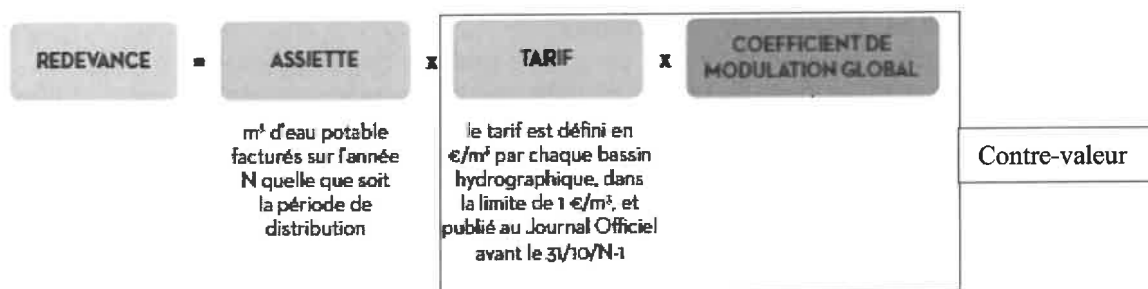 REDEVANCE = ASSIETTE x TARIF x COEFFICIENT DE
MODULATION GLOBAL
m³ d'eau potable
facturés sur l'année
N quelle que soit
la période de
distribution
le tarif est défini en
€/m³ par chaque bassin
hydrographique, dans
la limite de 1 €/m³, et
publié au Journal Officiel
avant le 31/10/N-1
Contre-valeur